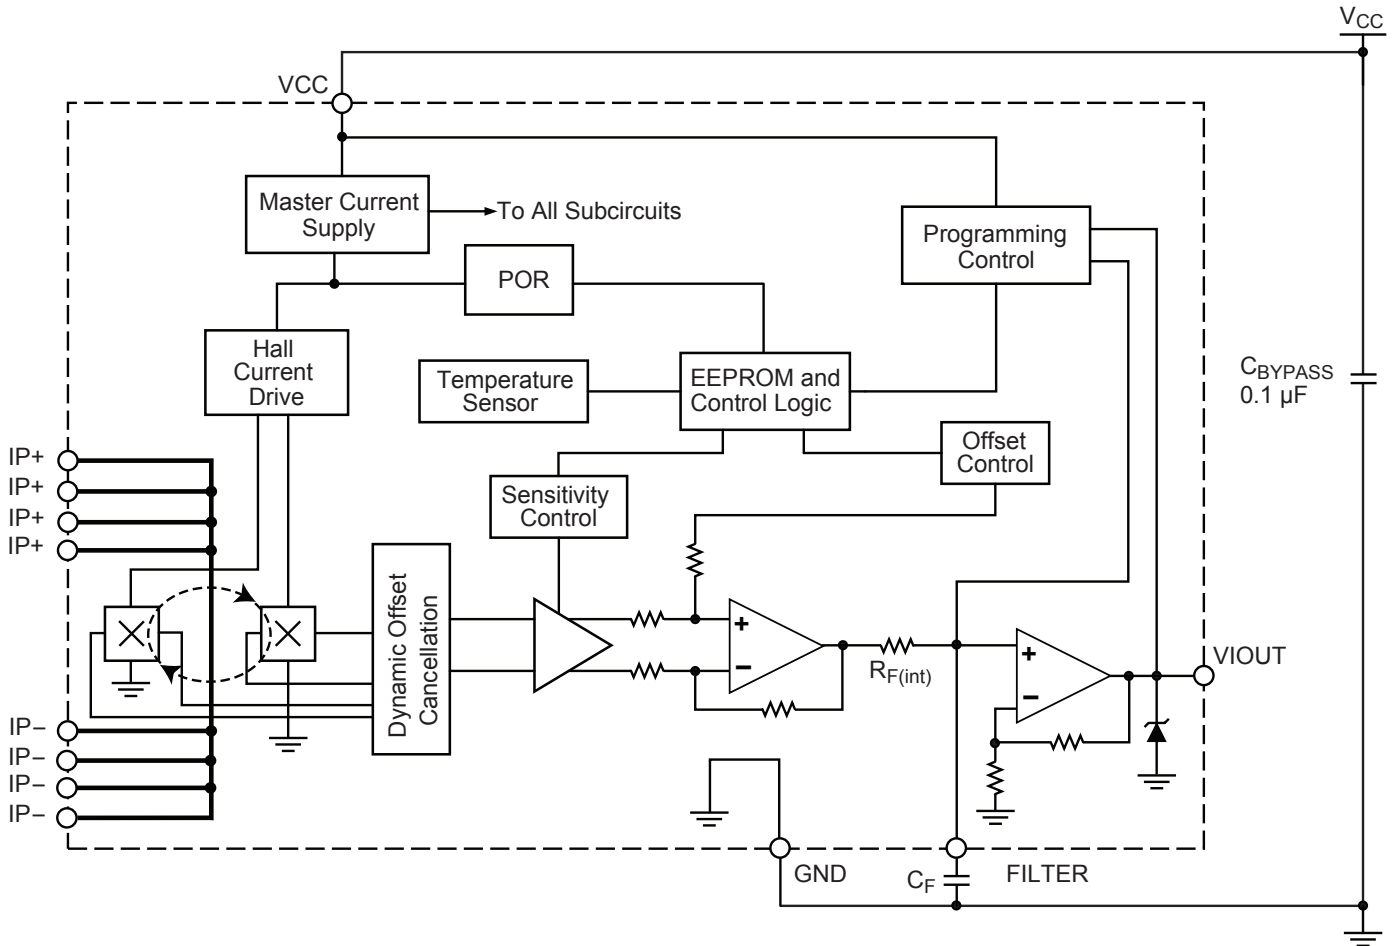 VCC
VCC
Master Current
Supply
To All Subcircuits
Programming
Control
POR
Hall
Current
Drive
Temperature
Sensor
EEPROM and
Control Logic
CBYPASS
0.1 µF
Offset
Control
IP+
IP+
IP+
IP+
Sensitivity
Control
Dynamic Offset
Cancellation
+
−
RF(int)
+
−
VIOUT
IP−
IP−
IP−
IP−
GND
CF
FILTER